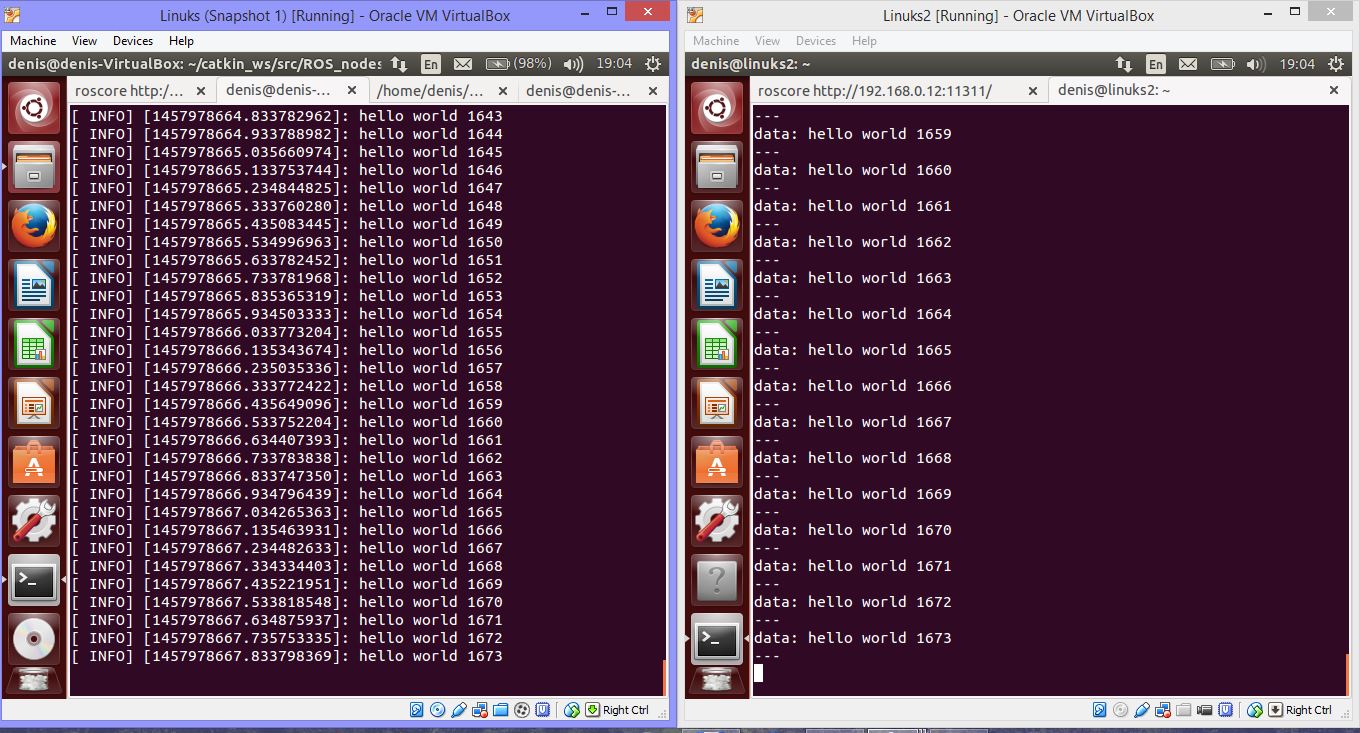 Linuks (Snapshot 1) [Running] - Oracle VM VirtualBox
Machine View Devices Help
denis@denis-VirtualBox: ~/catkin_ws/src/ROS_nodes
En (98%) 19:04
roscore http:/... × denis@denis-... × /home/denis/... × denis@denis-... ×
[ INFO] [1457978664.833782962]: hello world 1643
[ INFO] [1457978664.933788982]: hello world 1644
[ INFO] [1457978665.035660974]: hello world 1645
[ INFO] [1457978665.133753744]: hello world 1646
[ INFO] [1457978665.234844825]: hello world 1647
[ INFO] [1457978665.333760280]: hello world 1648
[ INFO] [1457978665.435083445]: hello world 1649
[ INFO] [1457978665.534996963]: hello world 1650
[ INFO] [1457978665.633782452]: hello world 1651
[ INFO] [1457978665.733781968]: hello world 1652
[ INFO] [1457978665.835365319]: hello world 1653
[ INFO] [1457978665.934503333]: hello world 1654
[ INFO] [1457978666.033773204]: hello world 1655
[ INFO] [1457978666.135343674]: hello world 1656
[ INFO] [1457978666.235035336]: hello world 1657
[ INFO] [1457978666.333772422]: hello world 1658
[ INFO] [1457978666.435649096]: hello world 1659
[ INFO] [1457978666.533752204]: hello world 1660
[ INFO] [1457978666.634407393]: hello world 1661
[ INFO] [1457978666.733783838]: hello world 1662
[ INFO] [1457978666.833747350]: hello world 1663
[ INFO] [1457978666.934796439]: hello world 1664
[ INFO] [1457978667.034265363]: hello world 1665
[ INFO] [1457978667.135463931]: hello world 1666
[ INFO] [1457978667.234482633]: hello world 1667
[ INFO] [1457978667.334334403]: hello world 1668
[ INFO] [1457978667.435221951]: hello world 1669
[ INFO] [1457978667.533818548]: hello world 1670
[ INFO] [1457978667.634875937]: hello world 1671
[ INFO] [1457978667.735753335]: hello world 1672
[ INFO] [1457978667.833798369]: hello world 1673
Right Ctrl
Linuks2 [Running] - Oracle VM VirtualBox
Machine View Devices Help
denis@linuks2: ~
En 19:04
roscore http://192.168.0.12:11311/ × denis@linuks2: ~ ×
---
data: hello world 1659
---
data: hello world 1660
---
data: hello world 1661
---
data: hello world 1662
---
data: hello world 1663
---
data: hello world 1664
---
data: hello world 1665
---
data: hello world 1666
---
data: hello world 1667
---
data: hello world 1668
---
data: hello world 1669
---
data: hello world 1670
---
data: hello world 1671
---
data: hello world 1672
---
data: hello world 1673
---
Right Ctrl